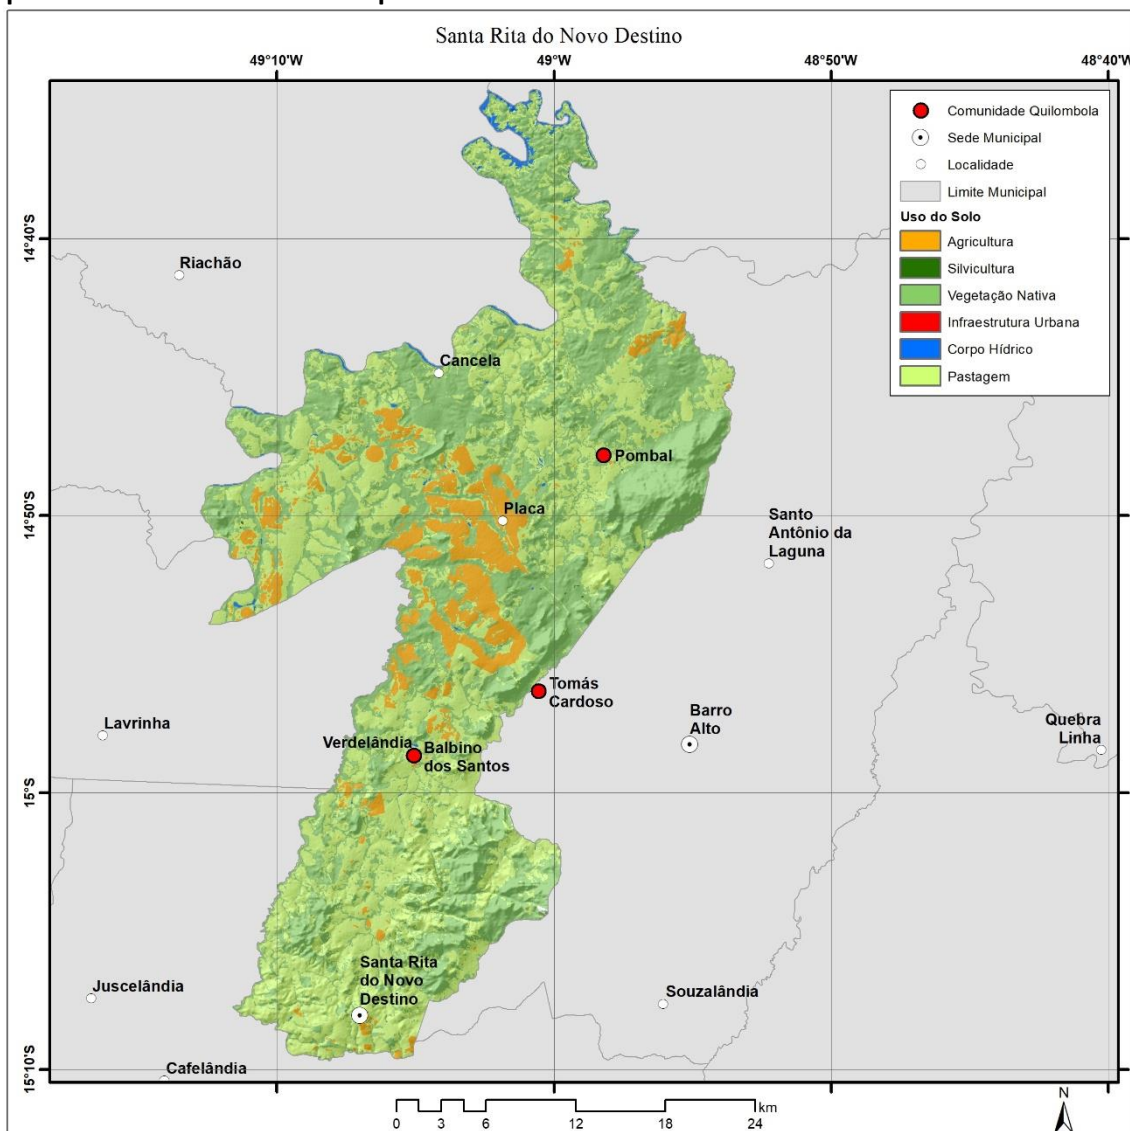 Santa Rita do Novo Destino
49°10'W
49°W
48°50'W
48°40'W
Comunidade Quilombola
Sede Municipal
Localidade
Limite Municipal
Uso do Solo
Agricultura
Silvicultura
Vegetação Nativa
Infraestrutura Urbana
Corpo Hídrico
Pastagem
14°40'S
Riachão
Cancela
Pombal
14°50'S
Placa
Santo
Antônio da
Laguna
Tomás
Cardoso
Lavrinha
Barro
Alto
Quebra
Linha
Verdelândia
Balbino
dos Santos
15°S
Santa Rita
do Novo
Destino
Juscelândia
Souzalândia
15°10'S
Cafelândia
km
0 3 6 12 18 24
N